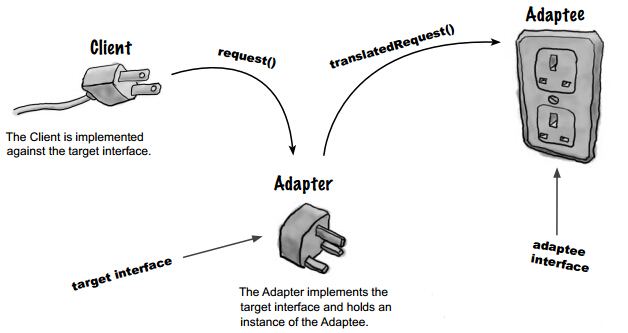 Adaptee
Client
request()
translatedRequest()
The Client is implemented
against the target interface.
Adapter
target interface
adaptee
interface
The Adapter implements the
target interface and holds an
instance of the Adaptee.